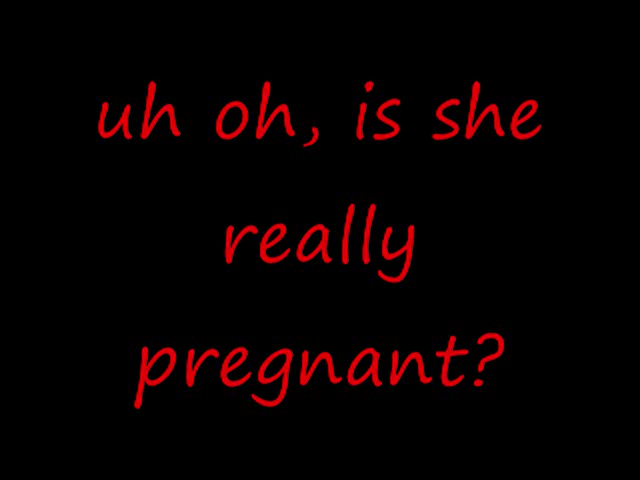 uh oh, is she
really
pregnant?